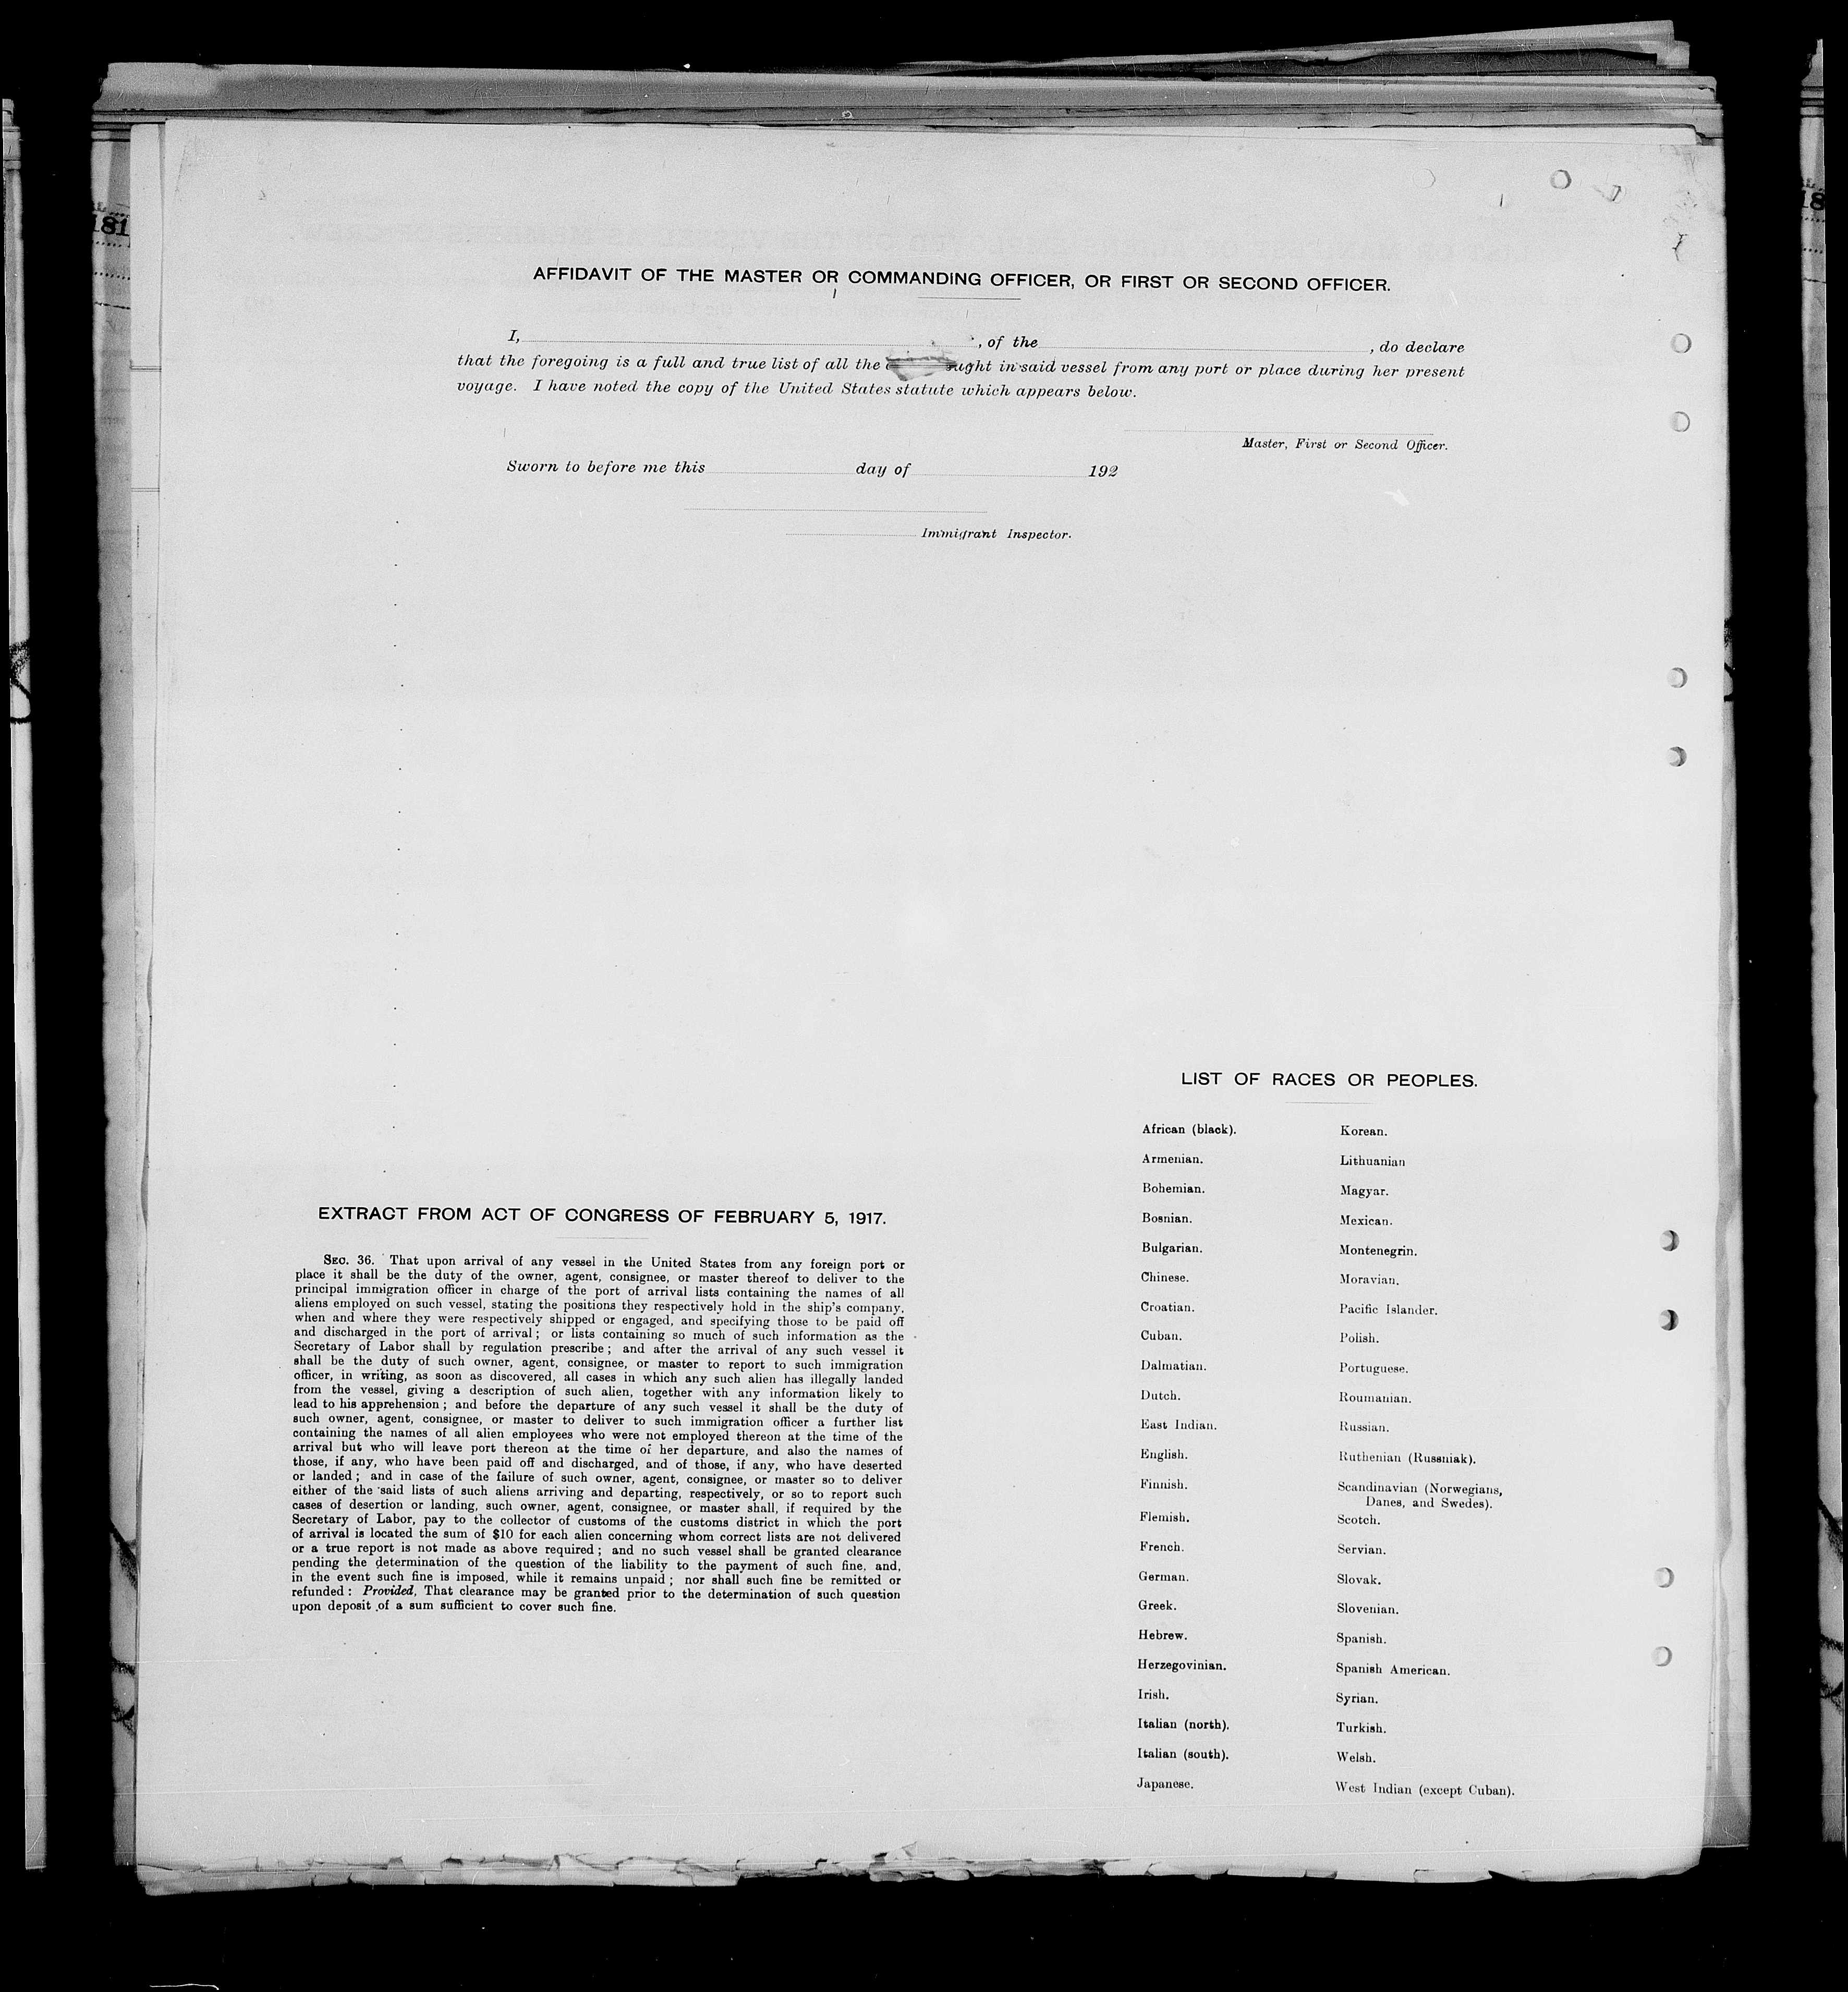 AFFIDAVIT OF THE MASTER OR COMMANDING OFFICER, OR FIRST OR SECOND OFFICER.
I, , of the , do declare
that the foregoing is a full and true list of all the in said vessel from any port or place during her present
voyage. I have noted the copy of the United States statute which appears below.
Master, First or Second Officer.
Sworn to before me this day of 192
Immigrant Inspector.
EXTRACT FROM ACT OF CONGRESS OF FEBRUARY 5, 1917.
SEC. 36. That upon arrival of any vessel in the United States from any foreign port or
place it shall be the duty of the owner, agent, consignee, or master thereof to deliver to the
principal immigration officer in charge of the port of arrival lists containing the names of all
aliens employed on such vessel, stating the positions they respectively hold in the ship's company,
when and where they were respectively shipped or engaged, and specifying those to be paid off
and discharged in the port of arrival; or lists containing so much of such information as the
Secretary of Labor shall by regulation prescribe; and after the arrival of any such vessel it
shall be the duty of such owner, agent, consignee, or master to report to such immigration
officer, in writing, as soon as discovered, all cases in which any such alien has illegally landed
from the vessel, giving a description of such alien, together with any information likely to
lead to his apprehension; and before the departure of any such vessel it shall be the duty of
such owner, agent, consignee, or master to deliver to such immigration officer a further list
containing the names of all alien employees who were not employed thereon at the time of the
arrival but who will leave port thereon at the time of her departure, and also the names of
those, if any, who have been paid off and discharged, and of those, if any, who have deserted
or landed; and in case of the failure of such owner, agent, consignee, or master so to deliver
either of the said lists of such aliens arriving and departing, respectively, or so to report such
cases of desertion or landing, such owner, agent, consignee, or master shall, if required by the
Secretary of Labor, pay to the collector of customs of the customs district in which the port
of arrival is located the sum of $10 for each alien concerning whom correct lists are not delivered
or a true report is not made as above required; and no such vessel shall be granted clearance
pending the determination of the question of the liability to the payment of such fine, and,
in the event such fine is imposed, while it remains unpaid; nor shall such fine be remitted or
refunded: Provided, That clearance may be granted prior to the determination of such question
upon deposit of a sum sufficient to cover such fine.
LIST OF RACES OR PEOPLES.
African (black).
Armenian.
Bohemian.
Bosnian.
Bulgarian.
Chinese.
Croatian.
Cuban.
Dalmatian.
Dutch.
East Indian.
English.
Finnish.
Flemish.
French.
German.
Greek.
Hebrew.
Herzegovinian.
Irish.
Italian (north).
Italian (south).
Japanese.
Korean.
Lithuanian
Magyar.
Mexican.
Montenegrin.
Moravian.
Pacific Islander.
Polish.
Portuguese.
Roumanian.
Russian.
Ruthenian (Russniak).
Scandinavian (Norwegians,
Danes, and Swedes).
Scotch.
Servian.
Slovak.
Slovenian.
Spanish.
Spanish American.
Syrian.
Turkish.
Welsh.
West Indian (except Cuban).